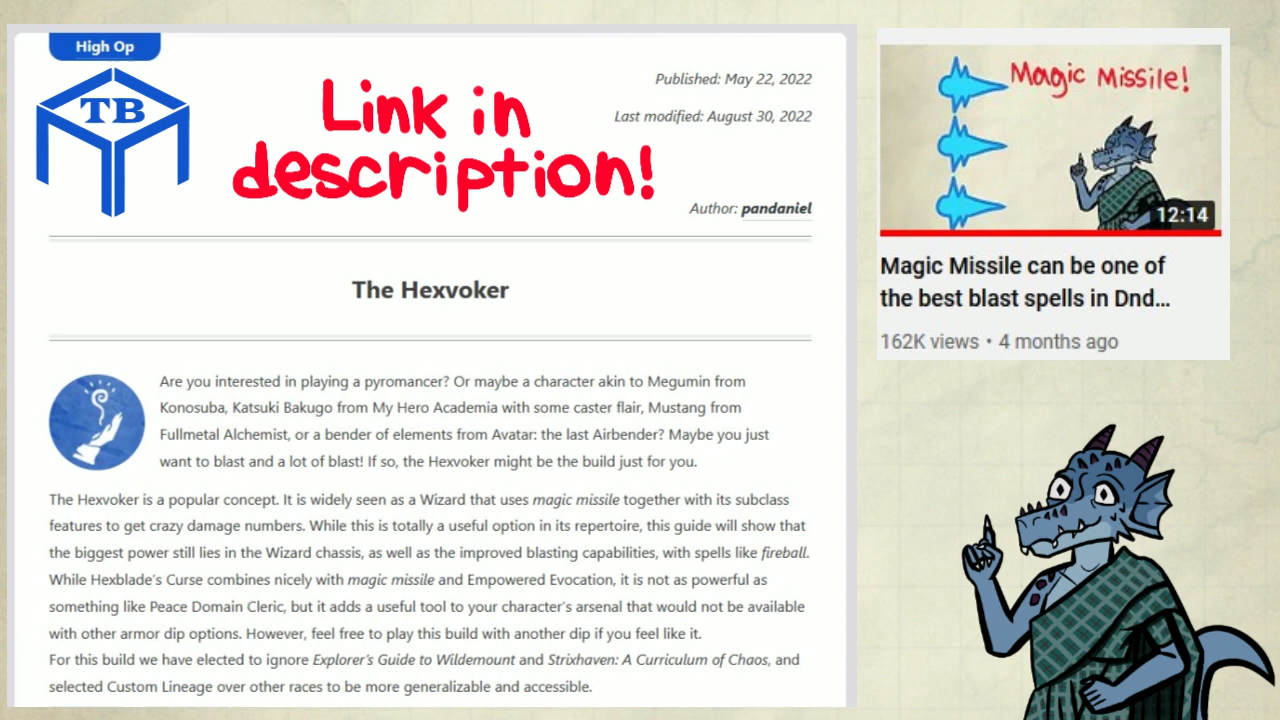 High Op
TB
Link in
description!
Published: May 22, 2022
Last modified: August 30, 2022
Author: pandaniel
The Hexvoker
Are you interested in playing a pyromancer? Or maybe a character akin to Megumin from
Konosuba, Katsuki Bakugo from My Hero Academia with some caster flair, Mustang from
Fullmetal Alchemist, or a bender of elements from Avatar: the last Airbender? Maybe you just
want to blast and a lot of blast! If so, the Hexvoker might be the build just for you.
The Hexvoker is a popular concept. It is widely seen as a Wizard that uses magic missile together with its subclass
features to get crazy damage numbers. While this is totally a useful option in its repertoire, this guide will show that
the biggest power still lies in the Wizard chassis, as well as the improved blasting capabilities, with spells like fireball.
While Hexblade's Curse combines nicely with magic missile and Empowered Evocation, it is not as powerful as
something like Peace Domain Cleric, but it adds a useful tool to your character's arsenal that would not be available
with other armor dip options. However, feel free to play this build with another dip if you feel like it.
For this build we have elected to ignore Explorer's Guide to Wildemount and Strixhaven: A Curriculum of Chaos, and
selected Custom Lineage over other races to be more generalizable and accessible.
Magic Missile!
12:14
Magic Missile can be one of
the best blast spells in Dnd...
162K views • 4 months ago